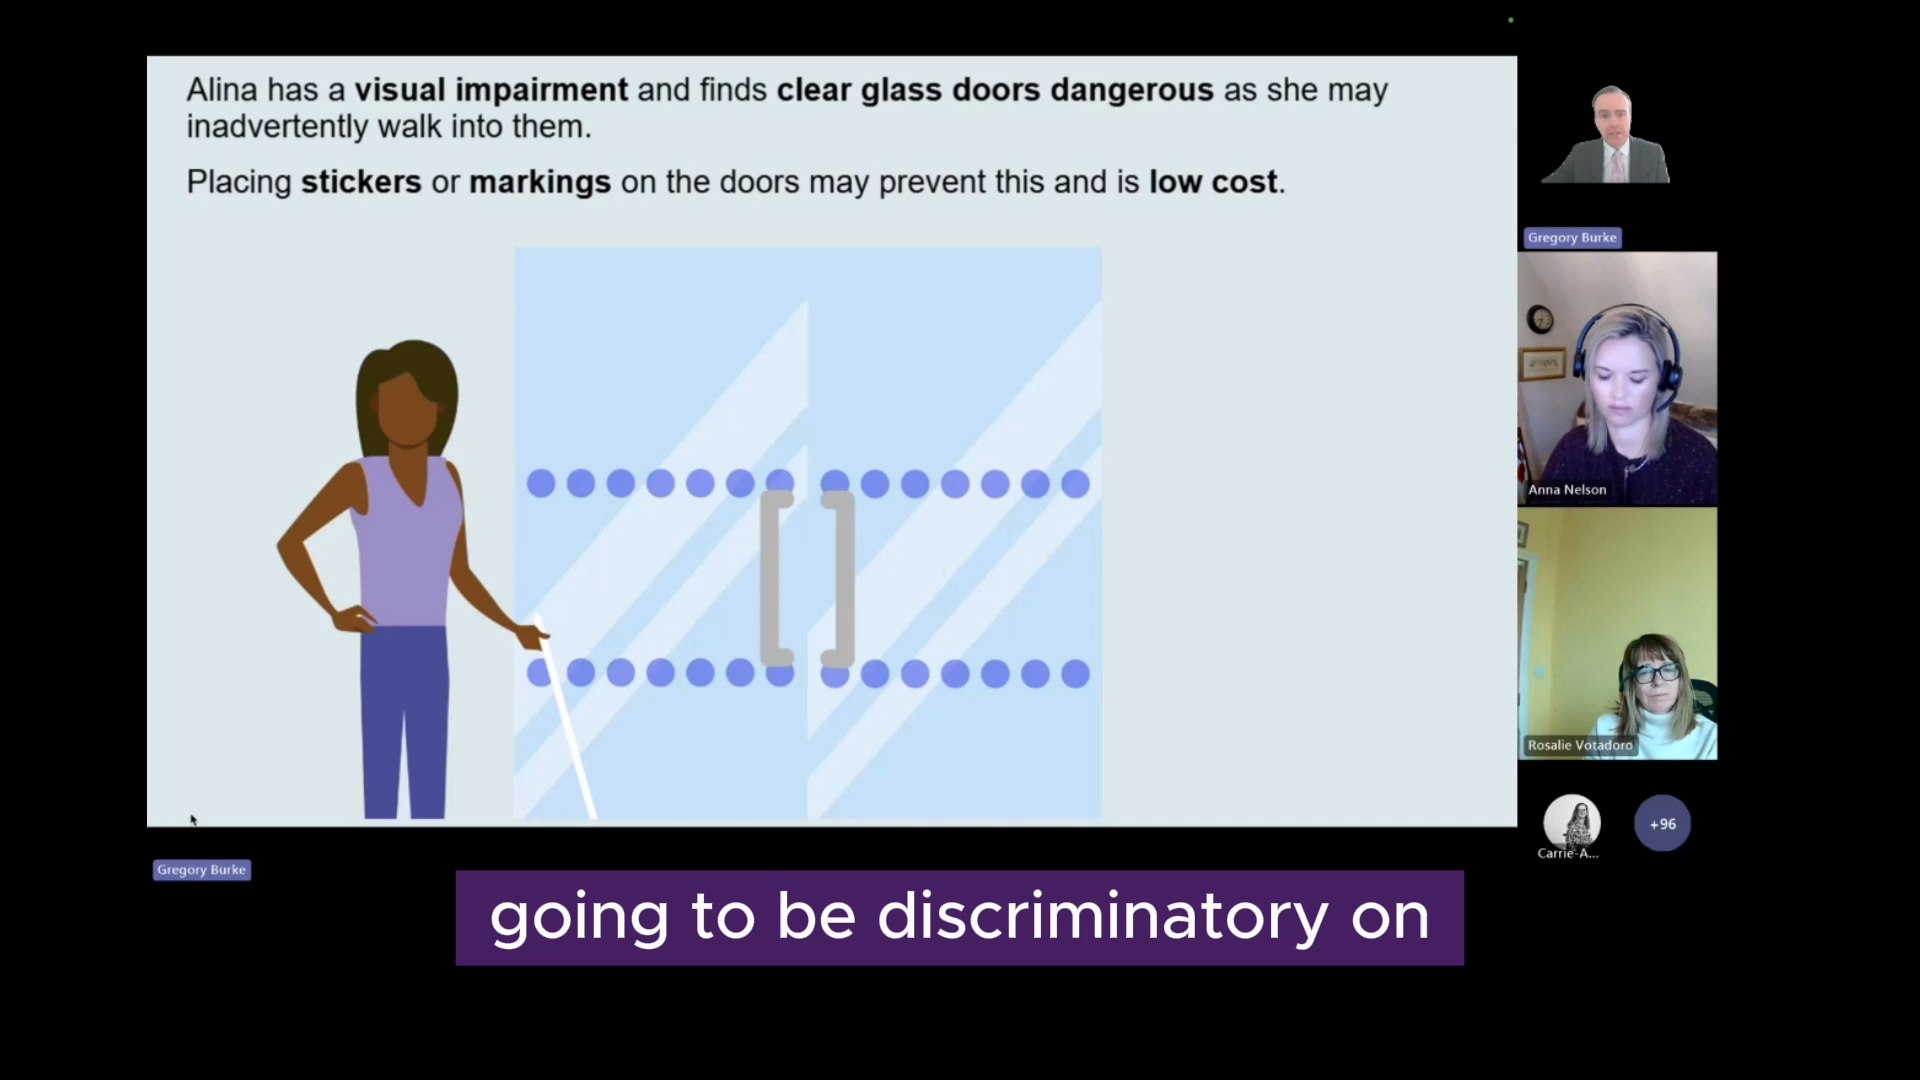 Alina has a visual impairment and finds clear glass doors dangerous as she may
inadvertently walk into them.
Placing stickers or markings on the doors may prevent this and is low cost.
Gregory Burke
Anna Nelson
Rosalie Votadoro
+96
Carrie-A...
Gregory Burke
going to be discriminatory on